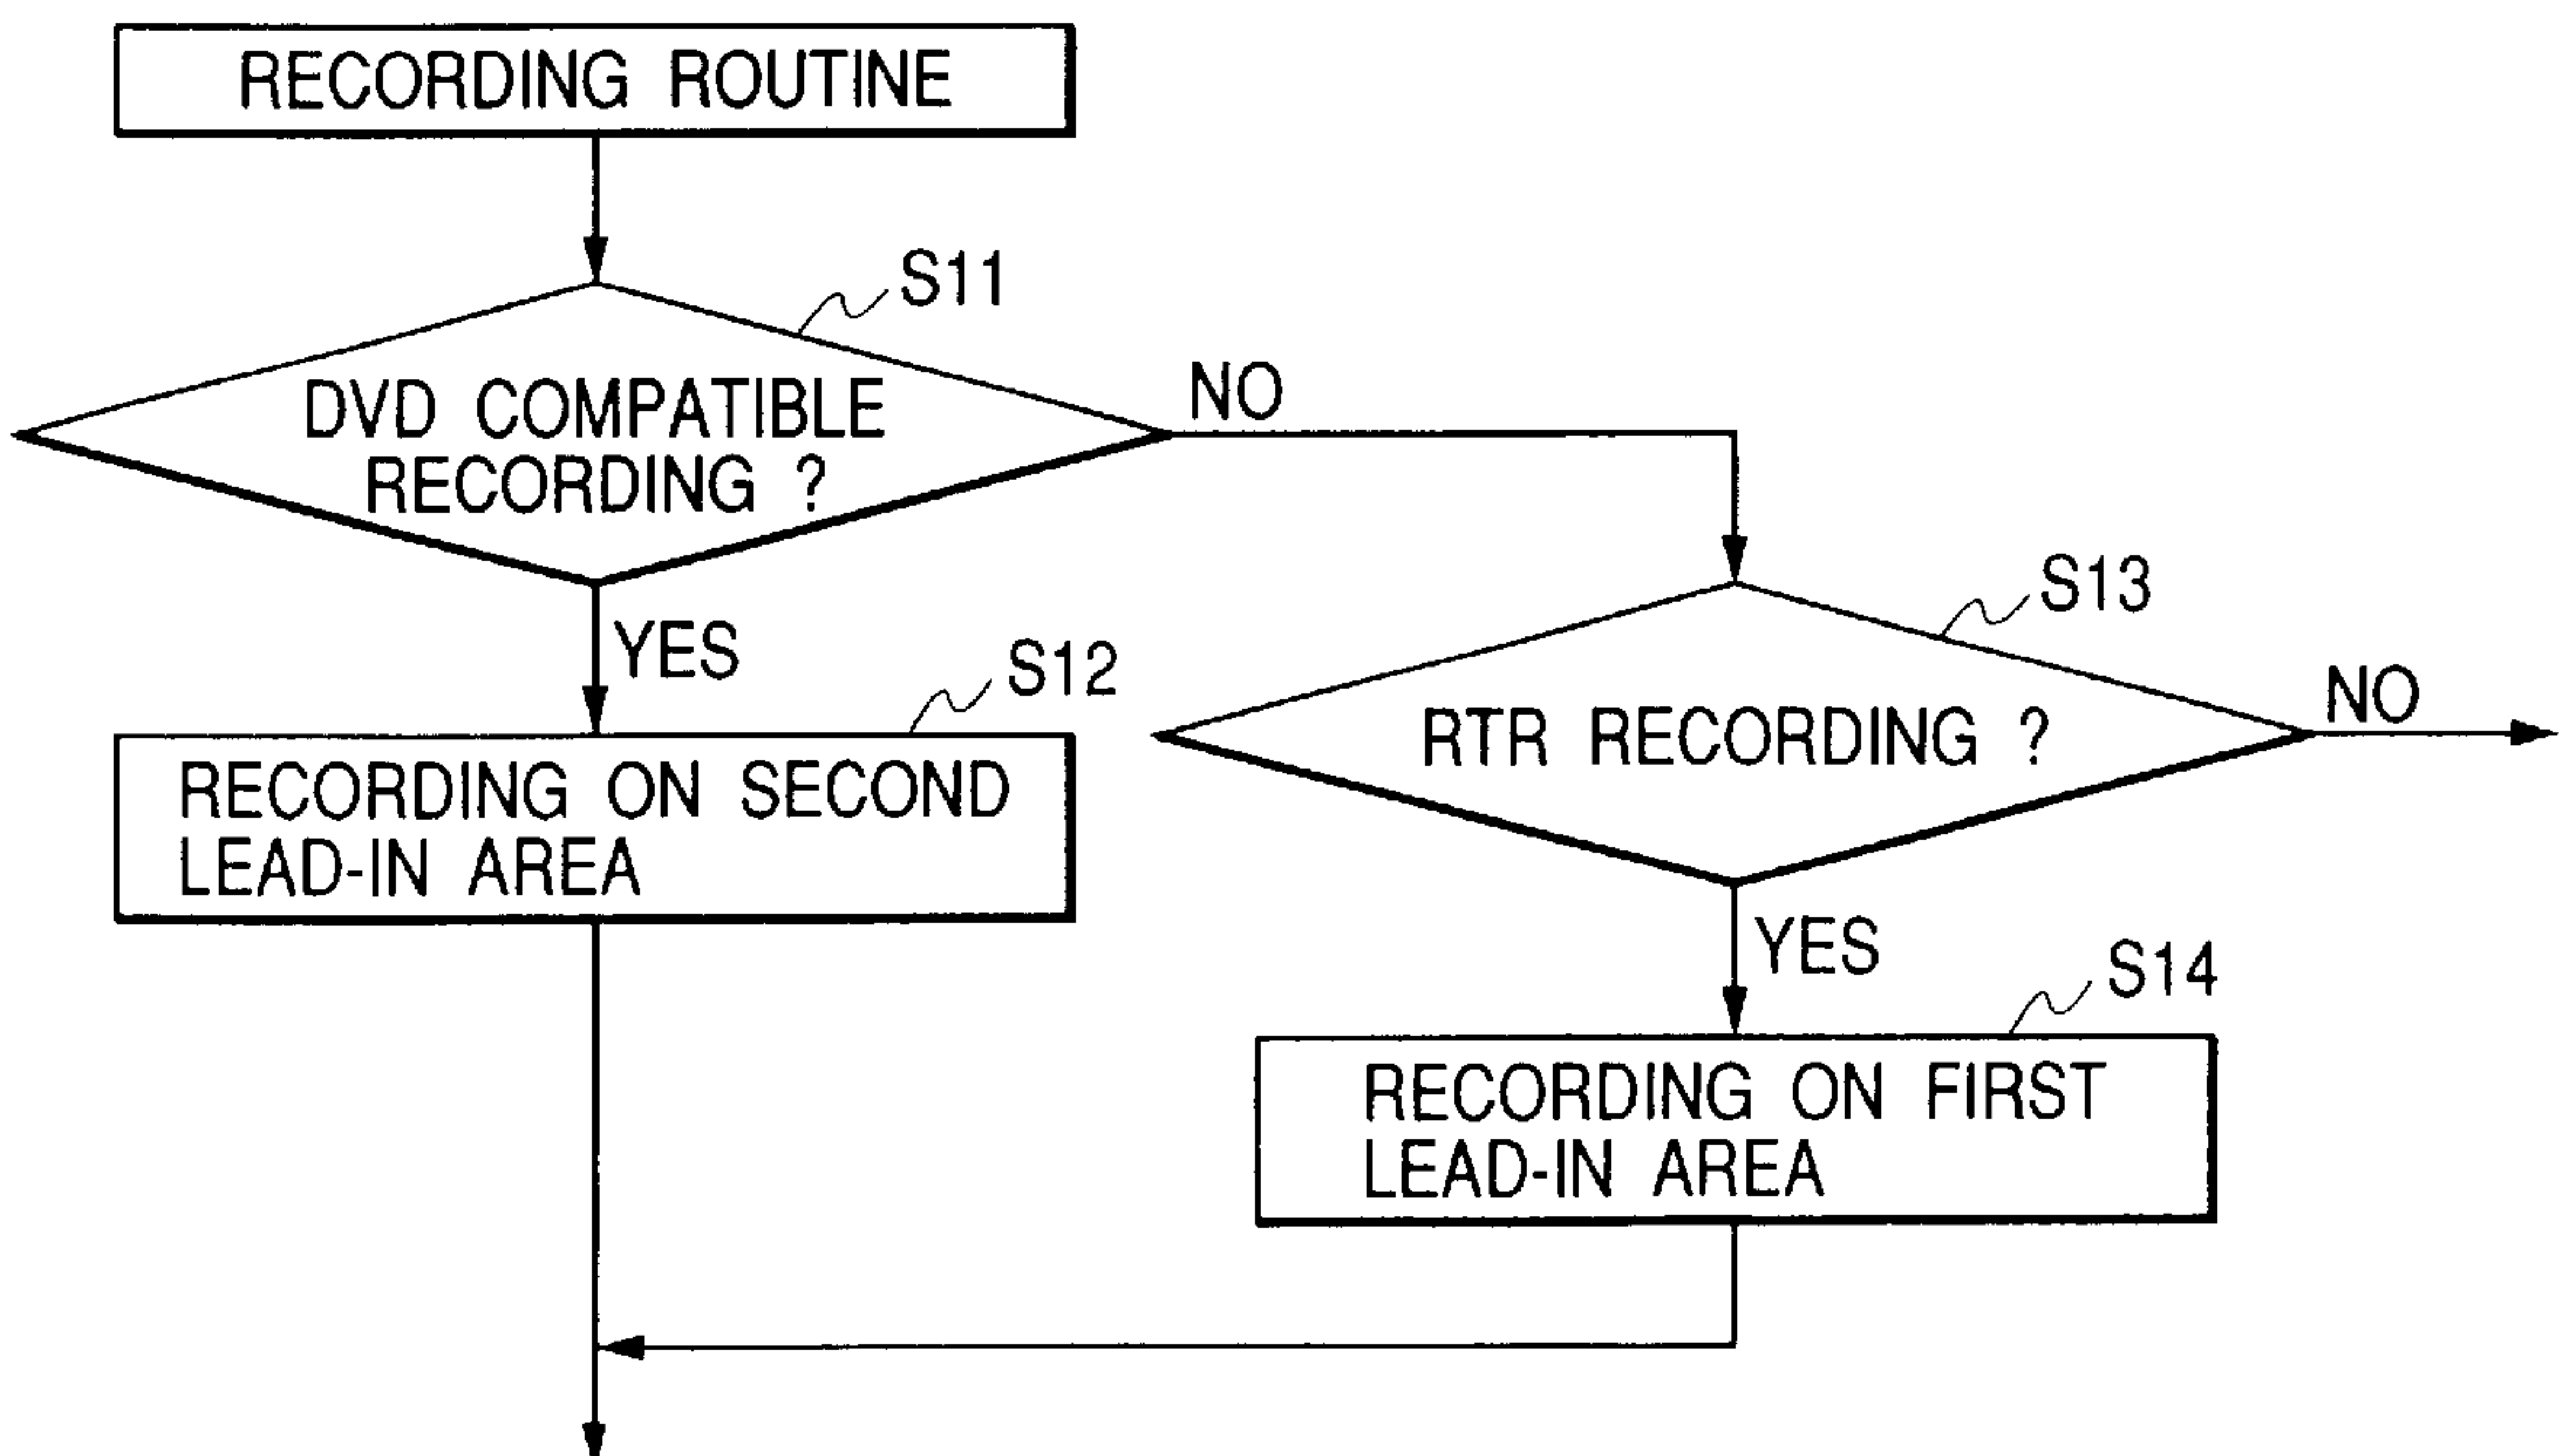 RECORDING ROUTINE
S11
DVD COMPATIBLE
RECORDING ?
NO
YES
S12
RECORDING ON SECOND
LEAD-IN AREA
S13
RTR RECORDING ?
NO
YES
S14
RECORDING ON FIRST
LEAD-IN AREA